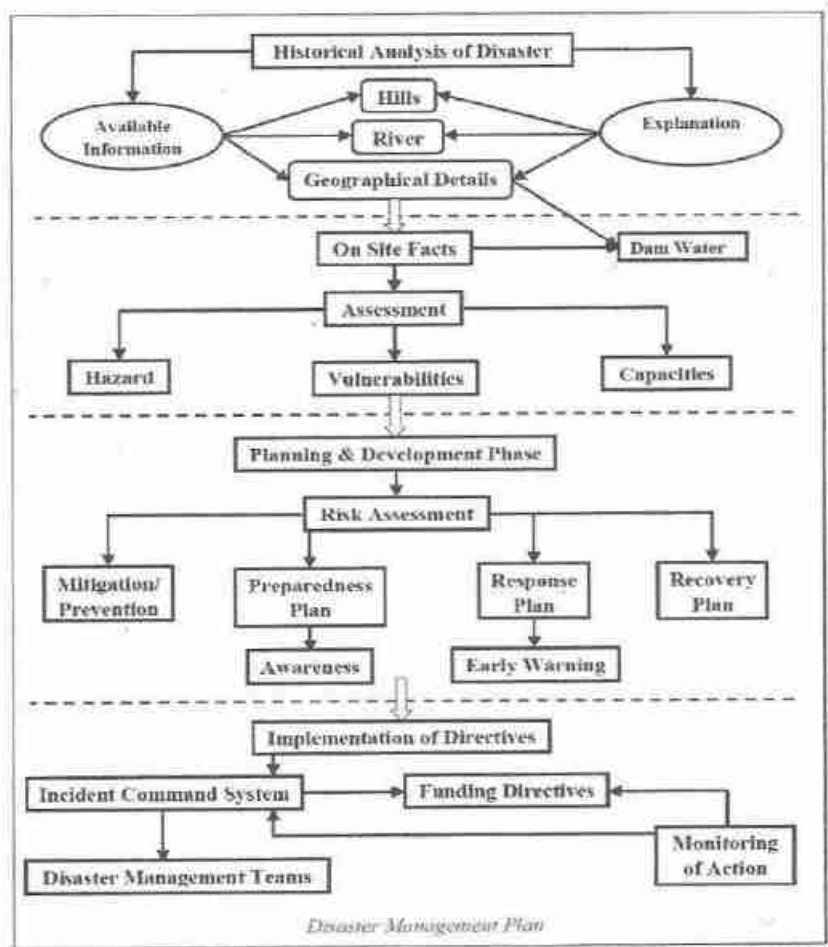 Historical Analysis of Disaster
Hills
Available
Information
Explanation
River
Geographical Details
On Site Facts
Dam Water
Assessment
Hazard
Vulnerabilities
Capacities
Planning & Development Phase
Risk Assessment
Mitigation/
Prevention
Preparedness
Plan
Response
Plan
Recovery
Plan
Awareness
Early Warning
Implementation of Directives
Incident Command System
Funding Directives
Monitoring
of Action
Disaster Management Teams
Disaster Management Plan